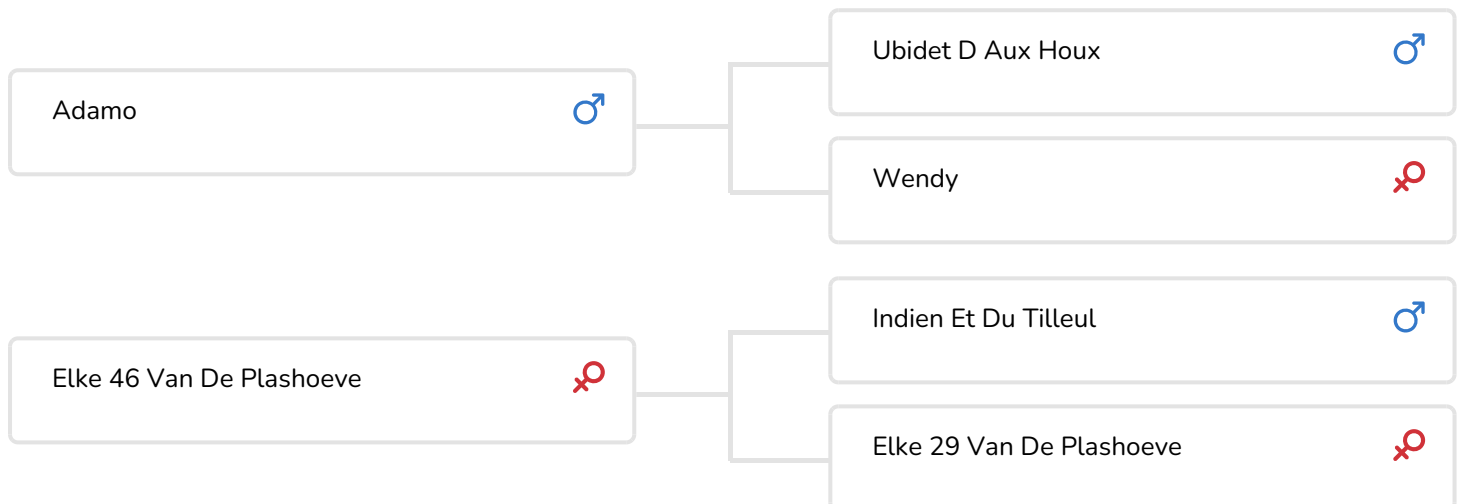 Ubidet D Aux Houx
Adamo
Wendy
Indien Et Du Tilleul
Elke 46 Van De Plashoeve
Elke 29 Van De Plashoeve